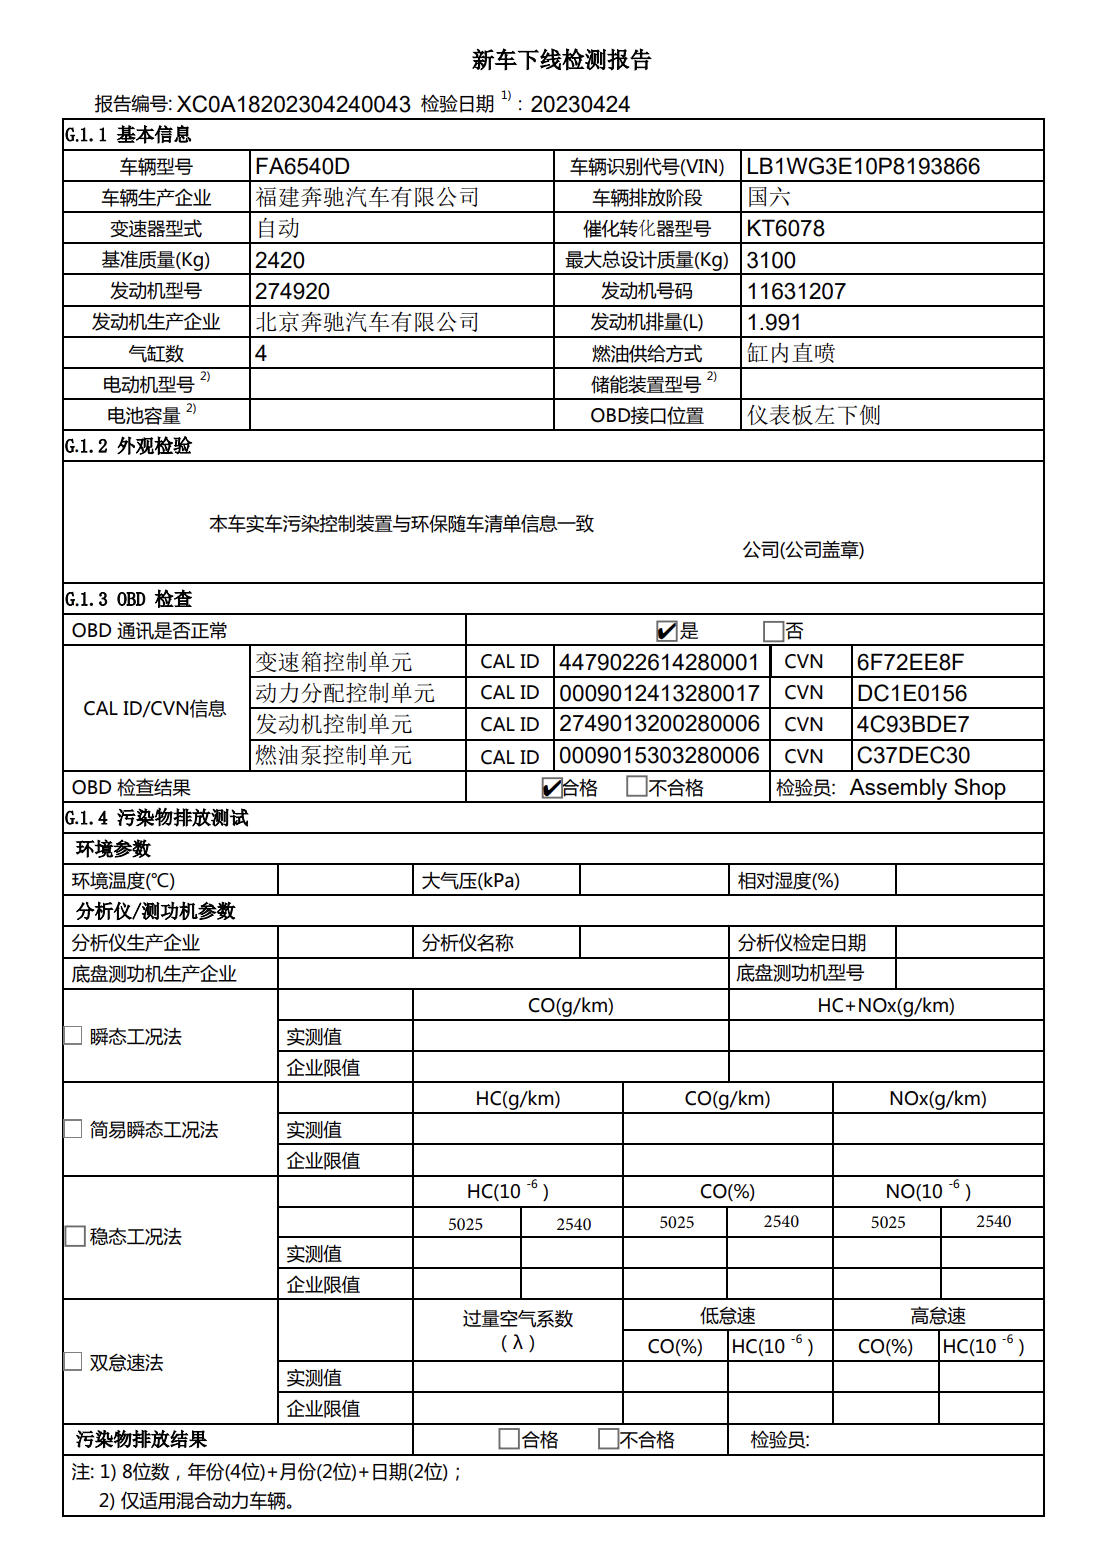 新车下线检测报告
报告编号: XC0A18202304240043 检验日期 1) : 20230424
G.1.1 基本信息
车辆型号 FA6540D 车辆识别代号(VIN) LB1WG3E10P8193866
车辆生产企业 福建奔驰汽车有限公司 车辆排放阶段 国六
变速器型式 自动 催化转化器型号 KT6078
基准质量(Kg) 2420 最大总设计质量(Kg) 3100
发动机型号 274920 发动机号码 11631207
发动机生产企业 北京奔驰汽车有限公司 发动机排量(L) 1.991
气缸数 4 燃油供给方式 缸内直喷
电动机型号 2) 储能装置型号 2)
电池容量 2) OBD接口位置 仪表板左下侧
G.1.2 外观检验
本车实车污染控制装置与环保随车清单信息一致
公司(公司盖章)
G.1.3 OBD 检查
OBD 通讯是否正常 ✔是 □否
CAL ID/CVN信息
变速箱控制单元 CAL ID 4479022614280001 CVN 6F72EE8F
动力分配控制单元 CAL ID 0009012413280017 CVN DC1E0156
发动机控制单元 CAL ID 2749013200280006 CVN 4C93BDE7
燃油泵控制单元 CAL ID 0009015303280006 CVN C37DEC30
OBD 检查结果 ✔合格 □不合格 检验员: Assembly Shop
G.1.4 污染物排放测试
环境参数
环境温度(℃) 大气压(kPa) 相对湿度(%)
分析仪/测功机参数
分析仪生产企业 分析仪名称 分析仪检定日期
底盘测功机生产企业 底盘测功机型号
CO(g/km) HC+NOx(g/km)
□ 瞬态工况法 实测值
企业限值
HC(g/km) CO(g/km) NOx(g/km)
□ 简易瞬态工况法 实测值
企业限值
HC(10 -6 ) CO(%) NO(10 -6 )
5025 2540 5025 2540 5025 2540
□ 稳态工况法 实测值
企业限值
过量空气系数 低怠速 高怠速
( λ ) CO(%) HC(10 -6 ) CO(%) HC(10 -6 )
□ 双怠速法 实测值
企业限值
污染物排放结果 □合格 □不合格 检验员:
注: 1) 8位数，年份(4位)+月份(2位)+日期(2位)；
2) 仅适用混合动力车辆。